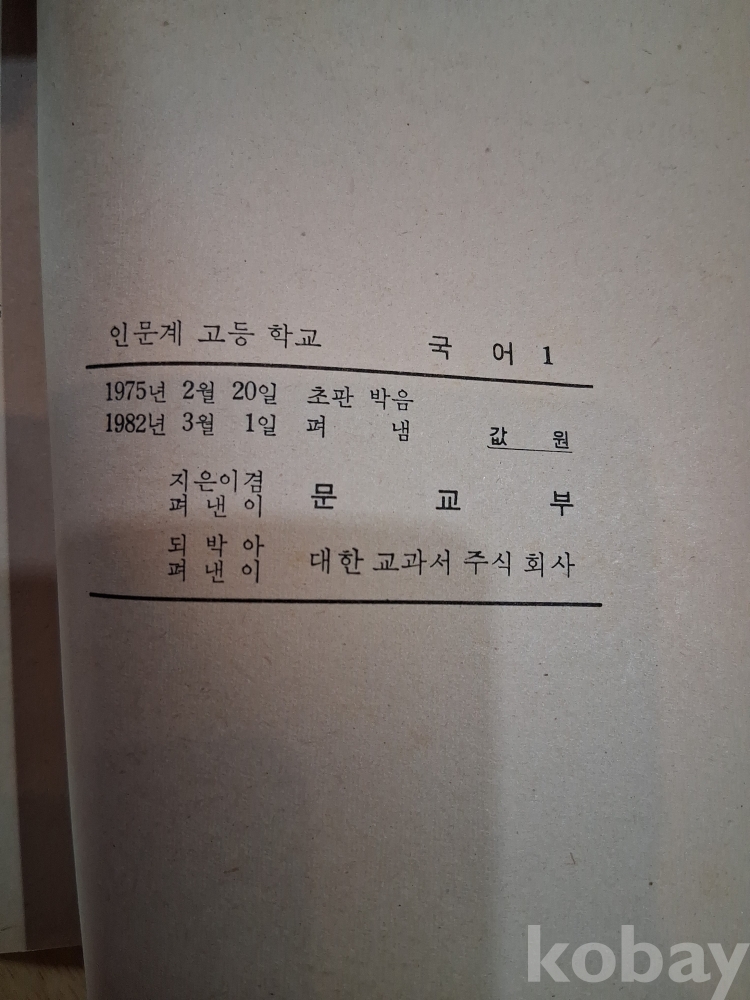 인문계 고등 학교 국 어 1
1975년 2월 20일 초판 박음
1982년 3월 1일 펴 냄 값 원
지은이겸
펴 낸 이 문 교 부
되 박 아
펴 낸 이 대한 교과서 주식 회사
kobay